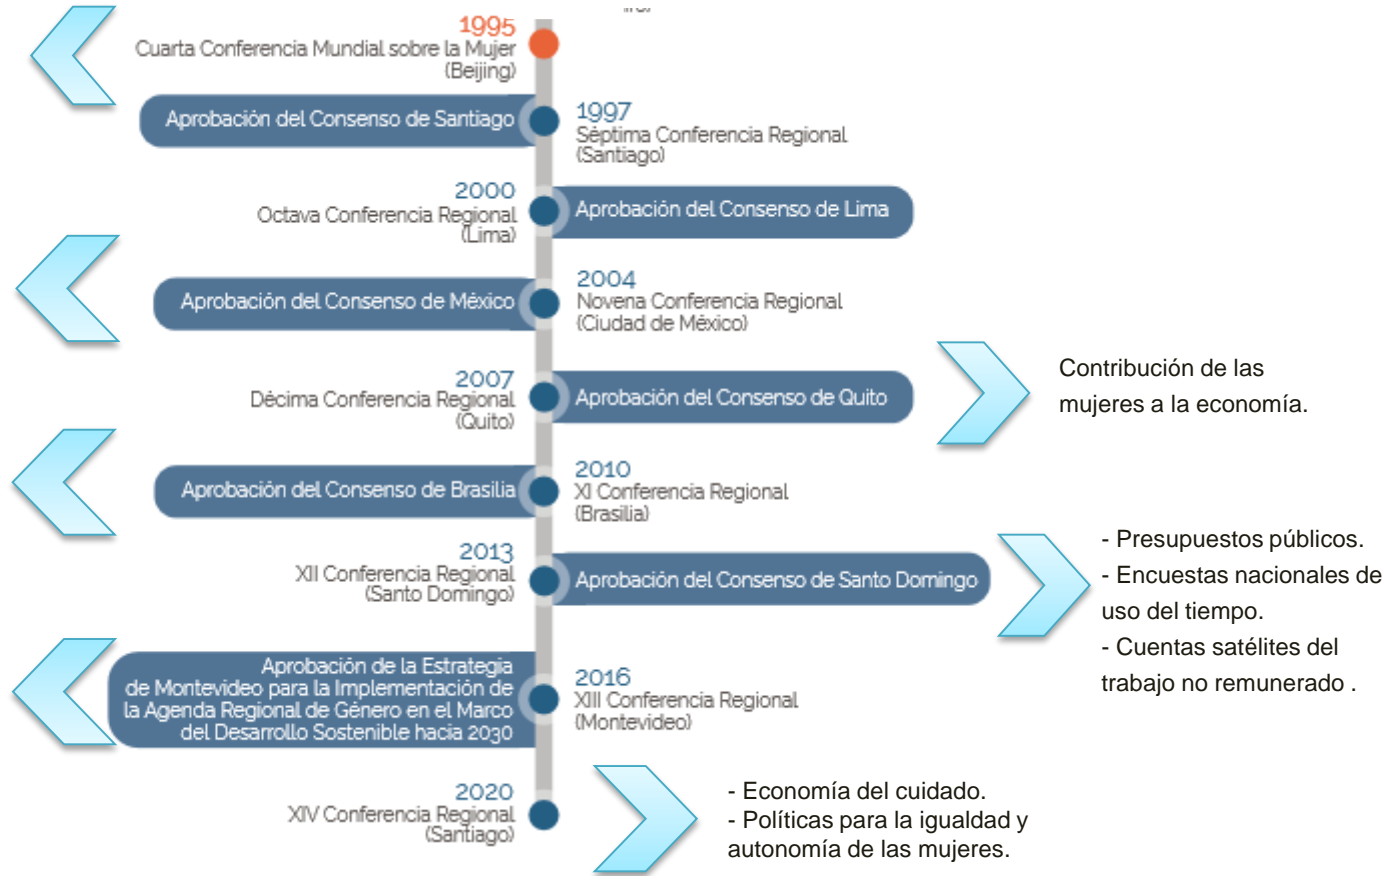 1995
Cuarta Conferencia Mundial sobre la Mujer
(Beijing)
Aprobación del Consenso de Santiago
1997
Séptima Conferencia Regional
(Santiago)
2000
Octava Conferencia Regional
(Lima)
Aprobación del Consenso de Lima
Aprobación del Consenso de México
2004
Novena Conferencia Regional
(Ciudad de México)
2007
Décima Conferencia Regional
(Quito)
Aprobación del Consenso de Quito
Contribución de las
mujeres a la economía.
Aprobación del Consenso de Brasilia
2010
XI Conferencia Regional
(Brasilia)
2013
XII Conferencia Regional
(Santo Domingo)
Aprobación del Consenso de Santo Domingo
- Presupuestos públicos.
- Encuestas nacionales de
uso del tiempo.
- Cuentas satélites del
trabajo no remunerado .
Aprobación de la Estrategia
de Montevideo para la Implementación de
la Agenda Regional de Género en el Marco
del Desarrollo Sostenible hacia 2030
2016
XIII Conferencia Regional
(Montevideo)
2020
XIV Conferencia Regional
(Santiago)
- Economía del cuidado.
- Políticas para la igualdad y
autonomía de las mujeres.